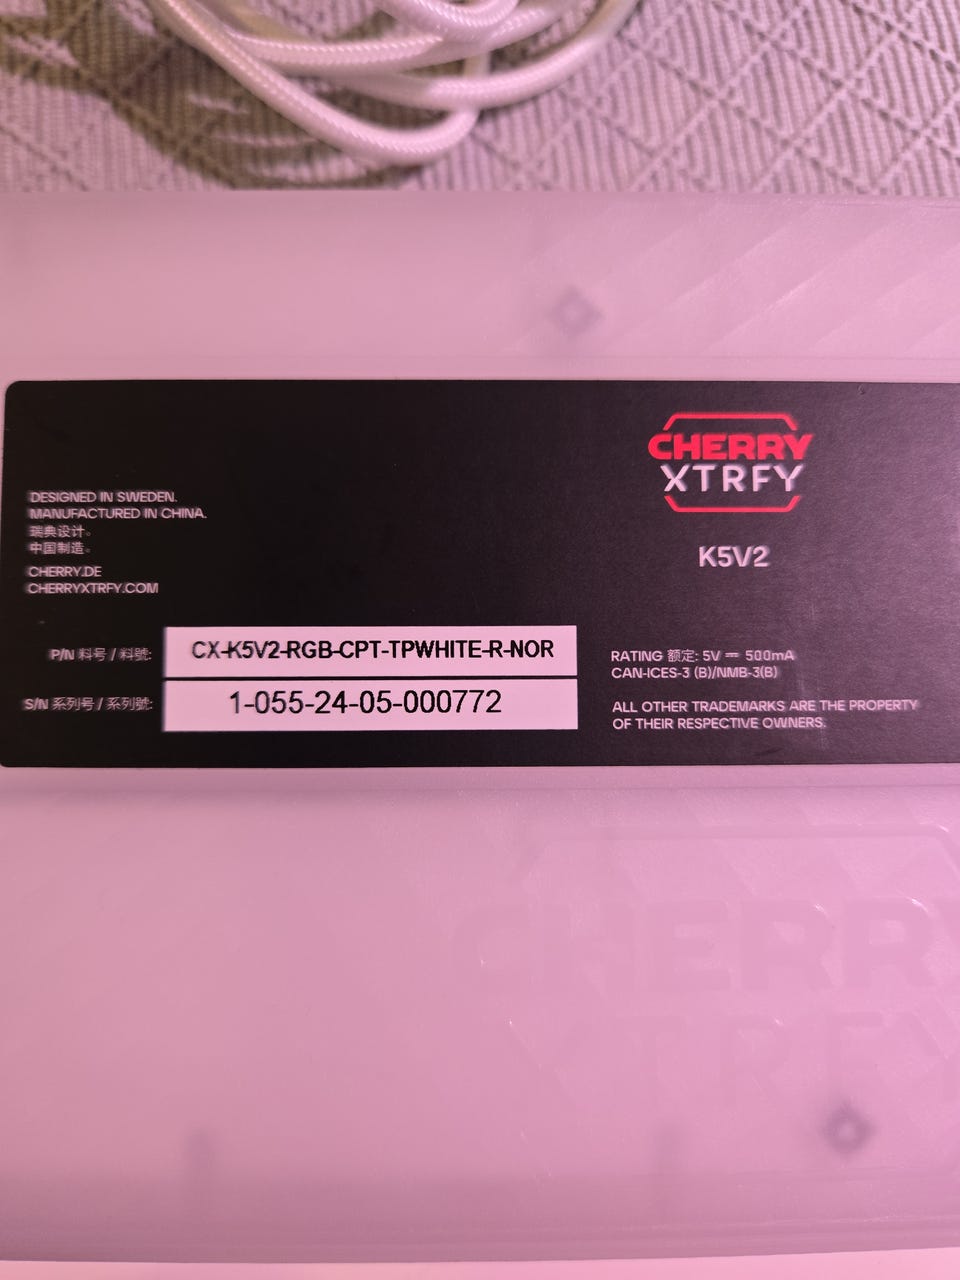 DESIGNED IN SWEDEN.
MANUFACTURED IN CHINA.
瑞典设计。
中国制造。
CHERRY.DE
CHERRYXTRFY.COM
CHERRY
XTRFY
K5V2
P/N 料号 / 料號:
CX-K5V2-RGB-CPT-TPWHITE-R-NOR
S/N 系列号 / 系列號:
1-055-24-05-000772
RATING 额定: 5V ⎓ 500mA
CAN-ICES-3 (B)/NMB-3(B)
ALL OTHER TRADEMARKS ARE THE PROPERTY
OF THEIR RESPECTIVE OWNERS.
CHERRY
XTRFY